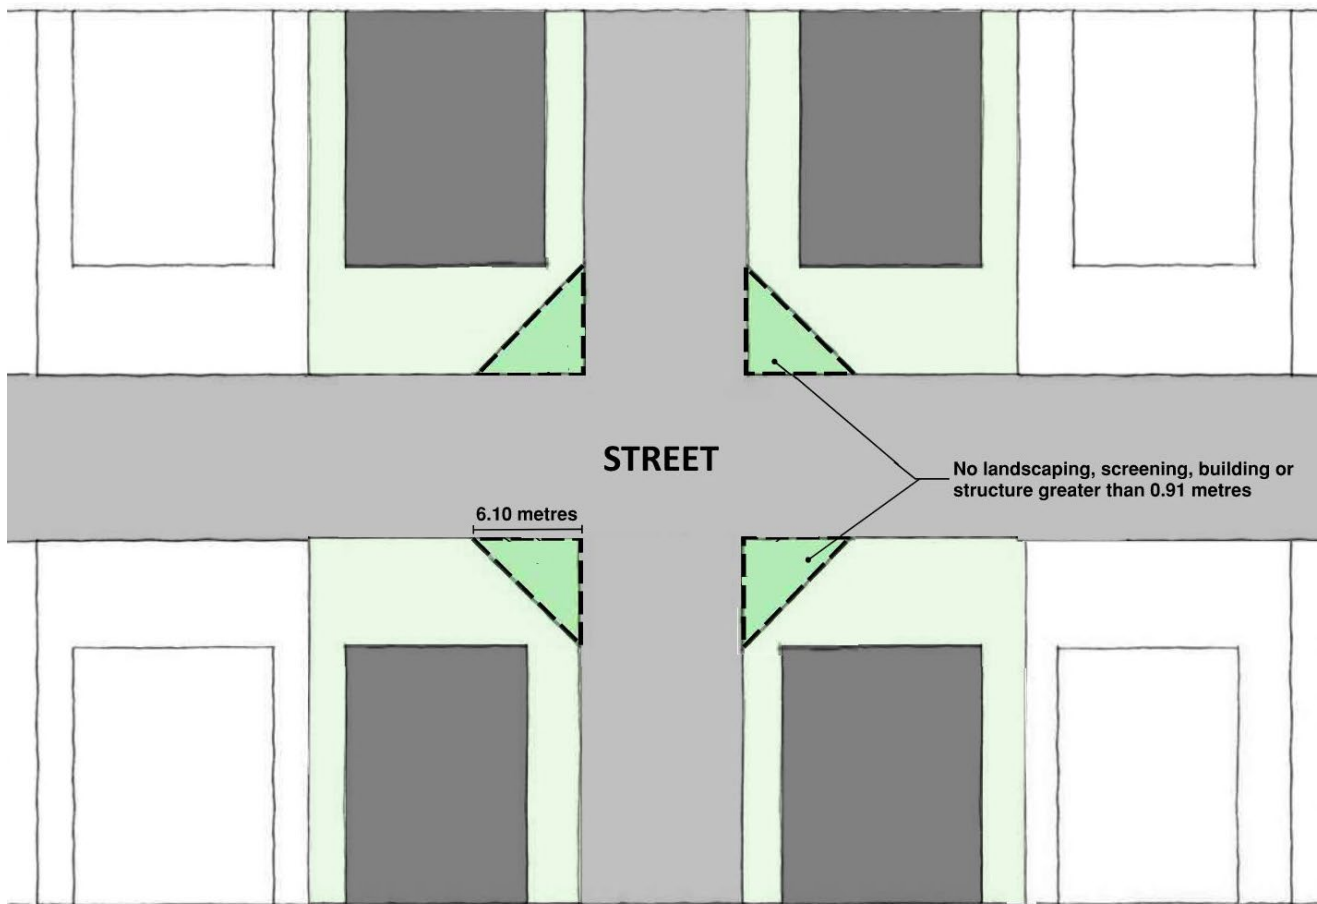 STREET
No landscaping, screening, building or
structure greater than 0.91 metres
6.10 metres